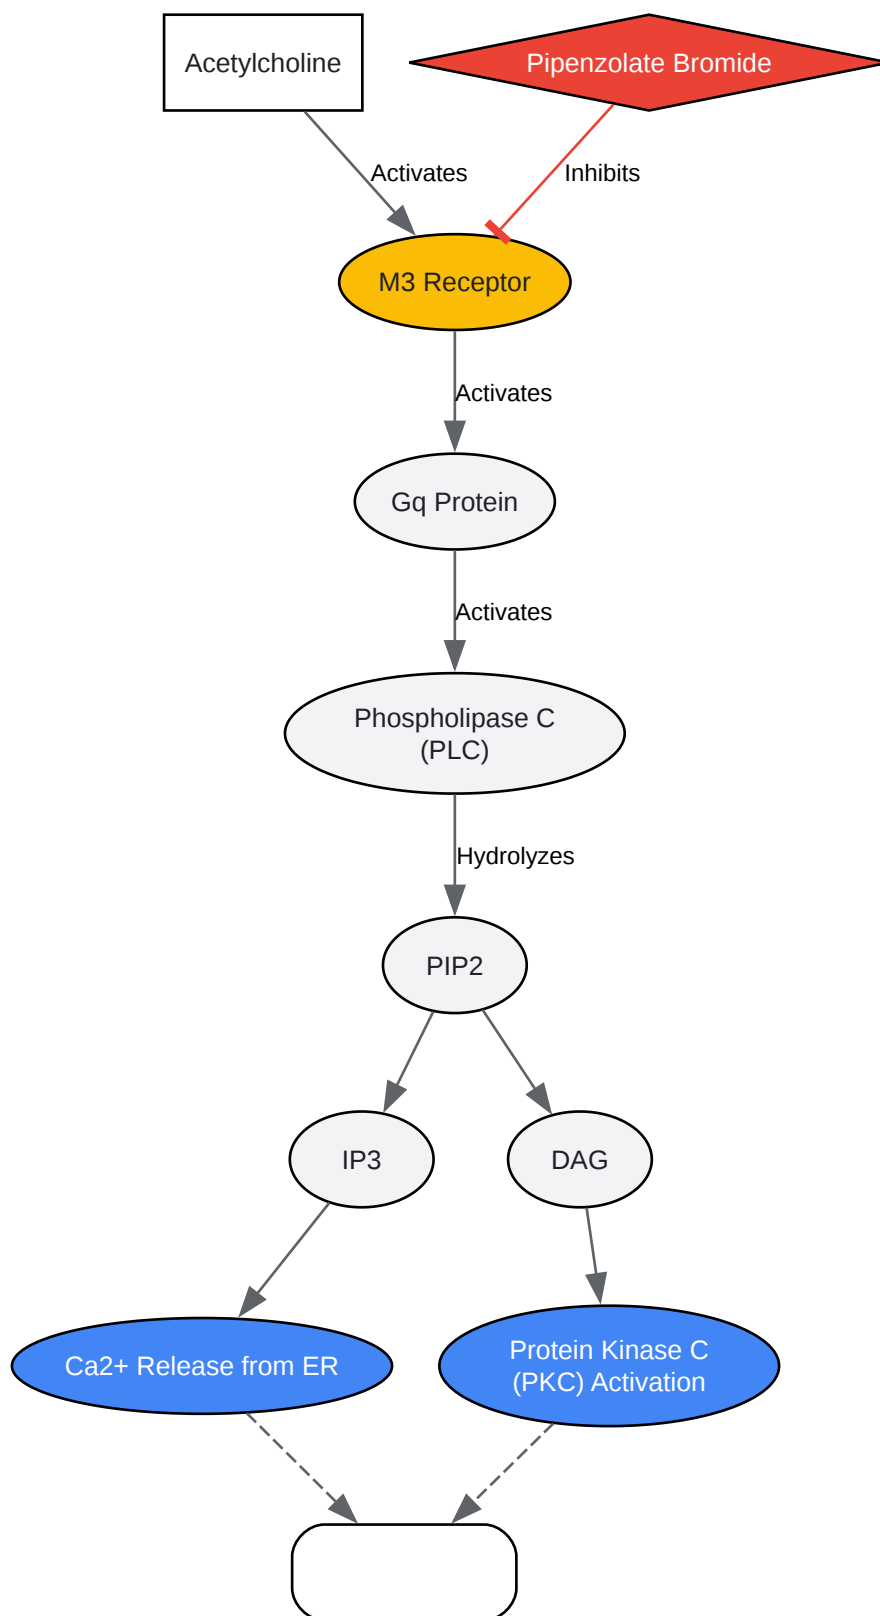 Acetylcholine
Pipenzolate Bromide
Activates
Inhibits
M3 Receptor
Activates
Gq Protein
Activates
Phospholipase C
(PLC)
Hydrolyzes
PIP2
IP3
DAG
Ca2+ Release from ER
Protein Kinase C
(PKC) Activation